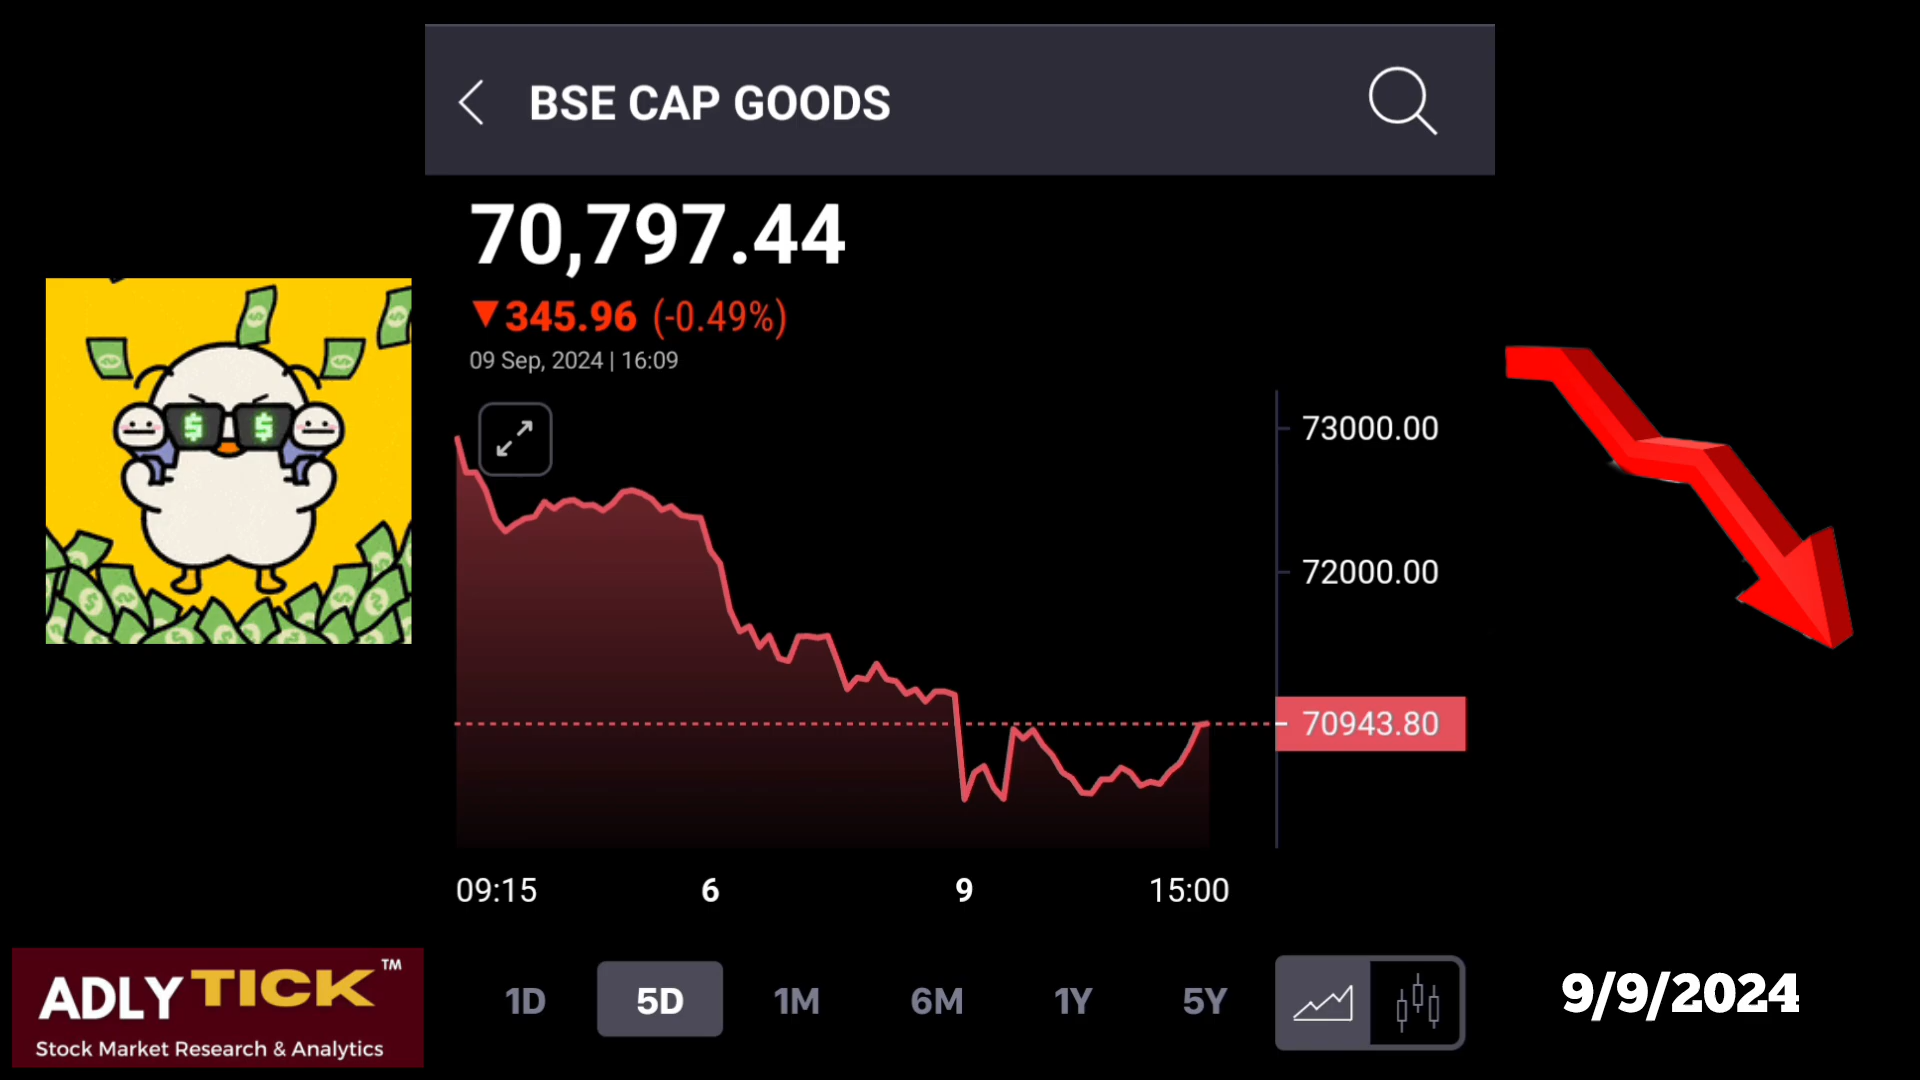 BSE CAP GOODS
70,797.44
▼345.96 (-0.49%)
09 Sep, 2024 | 16:09
$ $
73000.00
72000.00
70943.80
09:15 6 9 15:00
1D 5D 1M 6M 1Y 5Y
ADLYTICK™
Stock Market Research & Analytics
9/9/2024